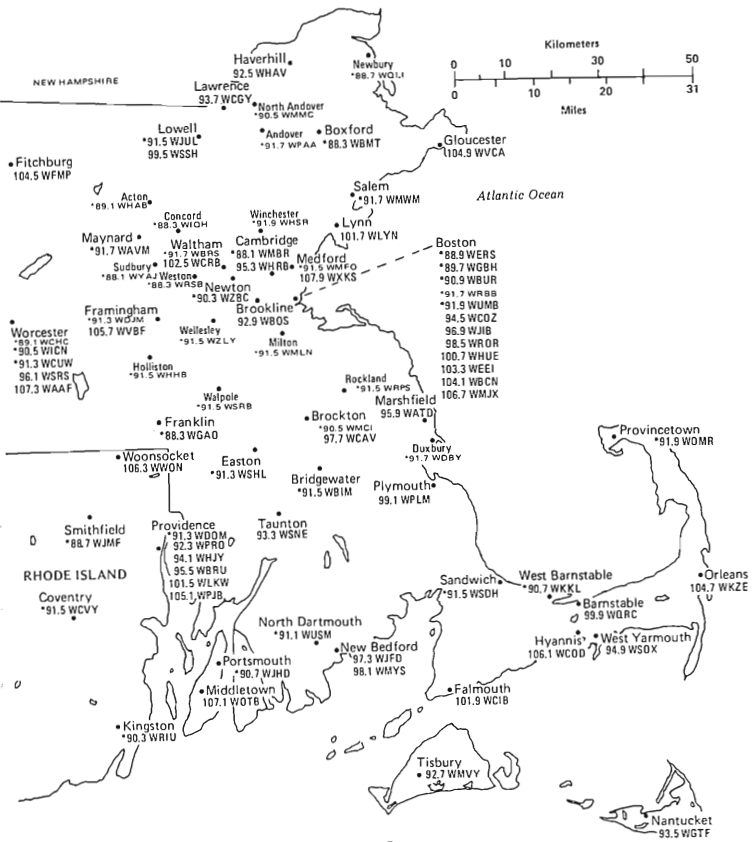 Haverhill
92.5 WHAV
Newbury
*88.7 WQLI
Kilometers
0 10 30 50
0 10 20 31
Miles
NEW HAMPSHIRE
Lawrence
93.7 WCGY
North Andover
*90.5 WMMC
Lowell
*91.5 WJUL
99.5 WSSH
Andover
*91.7 WPAA
Boxford
*88.3 WBMT
Gloucester
104.9 WVCA
Fitchburg
104.5 WFMP
Salem
*91.7 WMWM
Atlantic Ocean
Acton
*89.1 WHAB
Concord
*88.3 WIQH
Winchester
*91.9 WHSR
Lynn
101.7 WLYN
Maynard
*91.7 WAVM
Waltham
*91.7 WBRS
102.5 WCRB
Cambridge
*88.1 WMBR
95.3 WHRB
Medford
*91.5 WMFO
107.9 WXKS
Sudbury
*88.1 WYAJ
Weston
*88.3 WRSB
Newton
*90.3 WZBC
Brookline
92.9 WBOS
Boston
*88.9 WERS
*89.7 WGBH
*90.9 WBUR
*91.7 WRBB
*91.9 WUMB
94.5 WCOZ
96.9 WJIB
98.5 WROR
100.7 WHUE
103.3 WEEI
104.1 WBCN
106.7 WMJX
Framingham
*91.3 WDJM
105.7 WVBF
Wellesley
*91.5 WZLY
Milton
*91.5 WMLN
Worcester
*89.1 WCHC
*90.5 WICN
*91.3 WCUW
96.1 WSRS
107.3 WAAF
Holliston
*91.5 WHHB
Walpole
*91.5 WSRB
Rockland
*91.5 WRPS
Marshfield
95.9 WATD
Franklin
*88.3 WGAO
Brockton
*90.5 WMCI
97.7 WCAV
Duxbury
*91.7 WDBY
Provincetown
*91.9 WOMR
Woonsocket
106.3 WWON
Easton
*91.3 WSHL
Bridgewater
*91.5 WBIM
Plymouth
99.1 WPLM
Smithfield
*88.7 WJMF
Providence
*91.3 WDOM
92.3 WPRO
94.1 WHJY
95.5 WBRU
101.5 WLKW
105.1 WPJB
Taunton
93.3 WSNE
RHODE ISLAND
Coventry
*91.5 WCVY
Sandwich
*91.5 WSDH
West Barnstable
*90.7 WKKL
Orleans
104.7 WKZE
Barnstable
99.9 WQRC
North Dartmouth
*91.1 WUSM
New Bedford
*97.3 WJFD
98.1 WMYS
Hyannis
106.1 WCOD
West Yarmouth
94.9 WSOX
Portsmouth
*90.7 WJHD
Middletown
107.1 WOTB
Falmouth
101.9 WCIB
Kingston
*90.3 WRIU
Tisbury
92.7 WMVY
Nantucket
93.5 WGTF